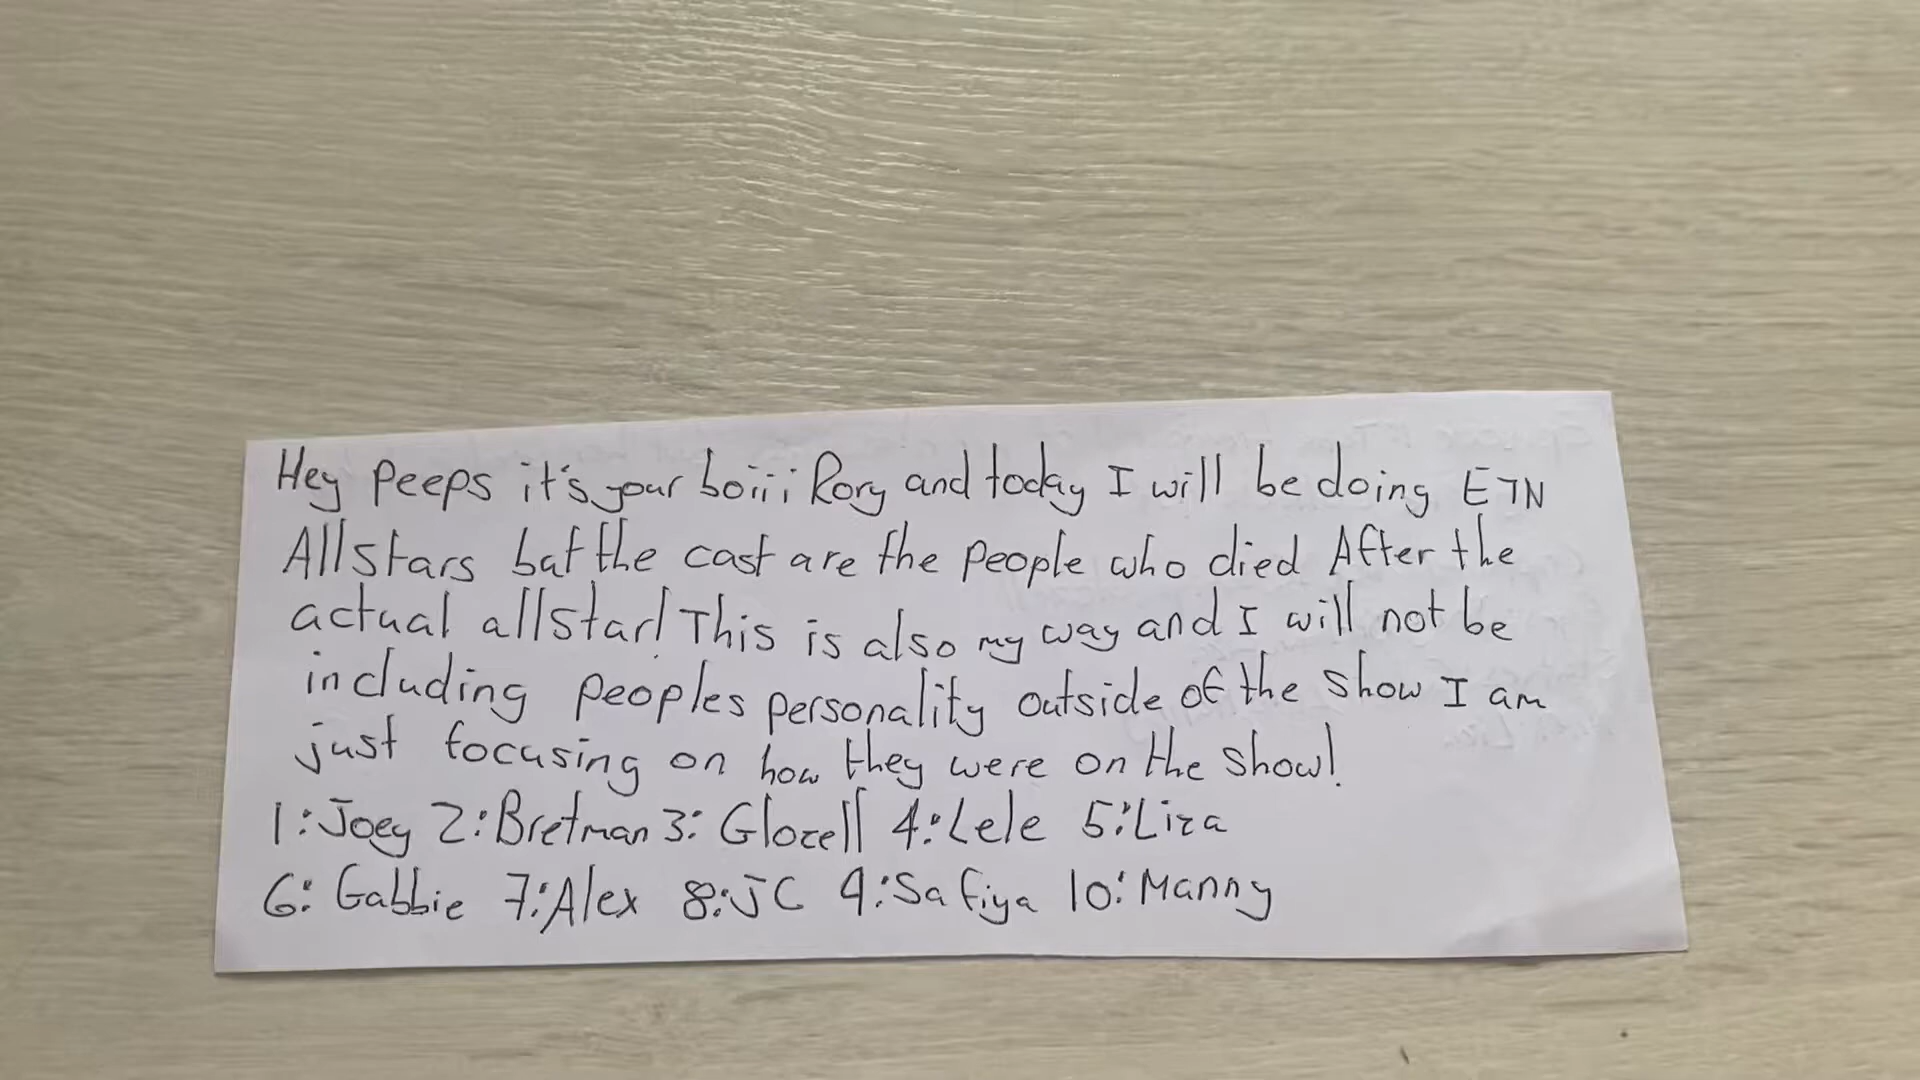 Hey peeps it's your boiii Rory and today I will be doing ETN
Allstars but the cast are the people who died After the
actual allstar! This is also my way and I will not be
including peoples personality outside of the show I am
just focusing on how they were on the show!
1:Joey 2:Bretman 3: Glozell 4:Lele 5:Liza
6: Gabbie 7:Alex 8:JC 9:Safiya 10:Manny